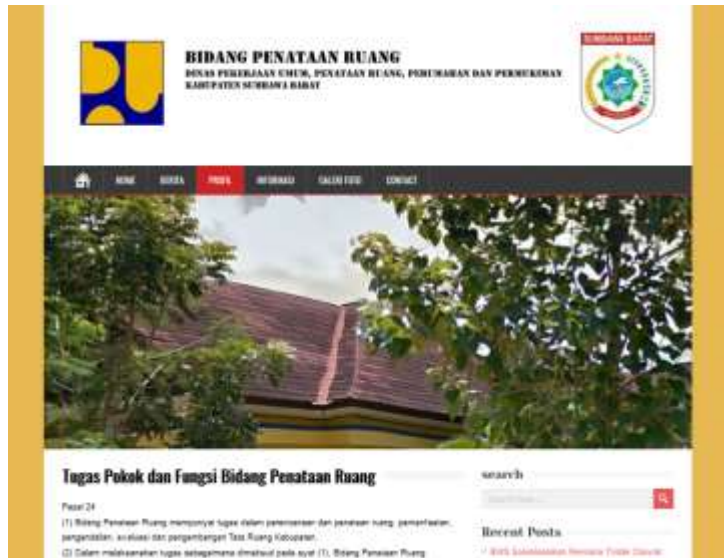 BIDANG PENATAAN RUANG
DINAS PEKERJAAN UMUM, PENATAAN RUANG, PERUMAHAN DAN PERMUKIMAN
KABUPATEN SUMBAWA BARAT
SUMBAWA BARAT
HOME BERITA PROFIL INFORMASI GALERI FOTO CONTACT
Tugas Pokok dan Fungsi Bidang Penataan Ruang
Pasal 24
(1) Bidang Penataan Ruang mempunyai tugas dalam perencanaan dan penataan ruang, pemanfaatan,
pengendalian, evaluasi dan pengembangan Tata Ruang Kabupaten.
(2) Dalam melaksanakan tugas sebagaimana dimaksud pada ayat (1), Bidang Penataan Ruang
search
Recent Posts